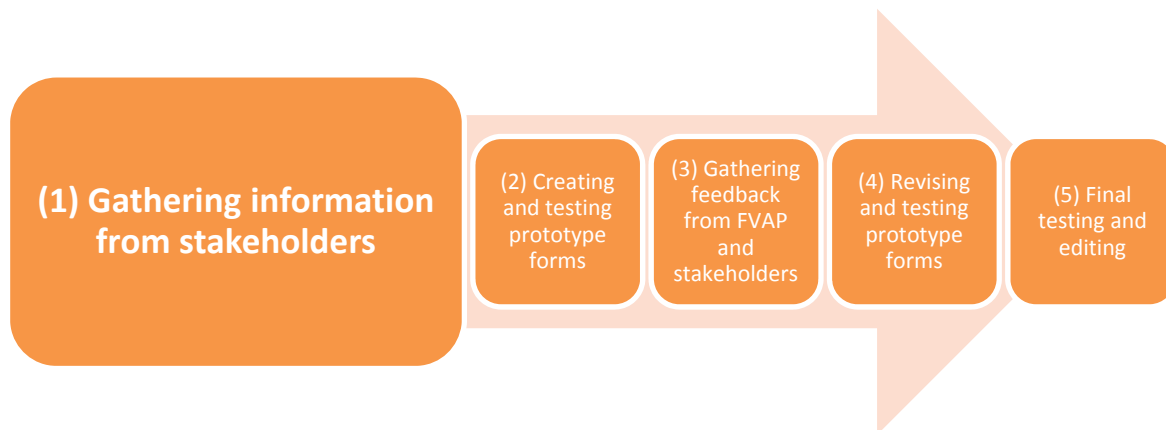 (1) Gathering information
from stakeholders
(2) Creating
and testing
prototype
forms
(3) Gathering
feedback
from FVAP
and
stakeholders
(4) Revising
and testing
prototype
forms
(5) Final
testing and
editing